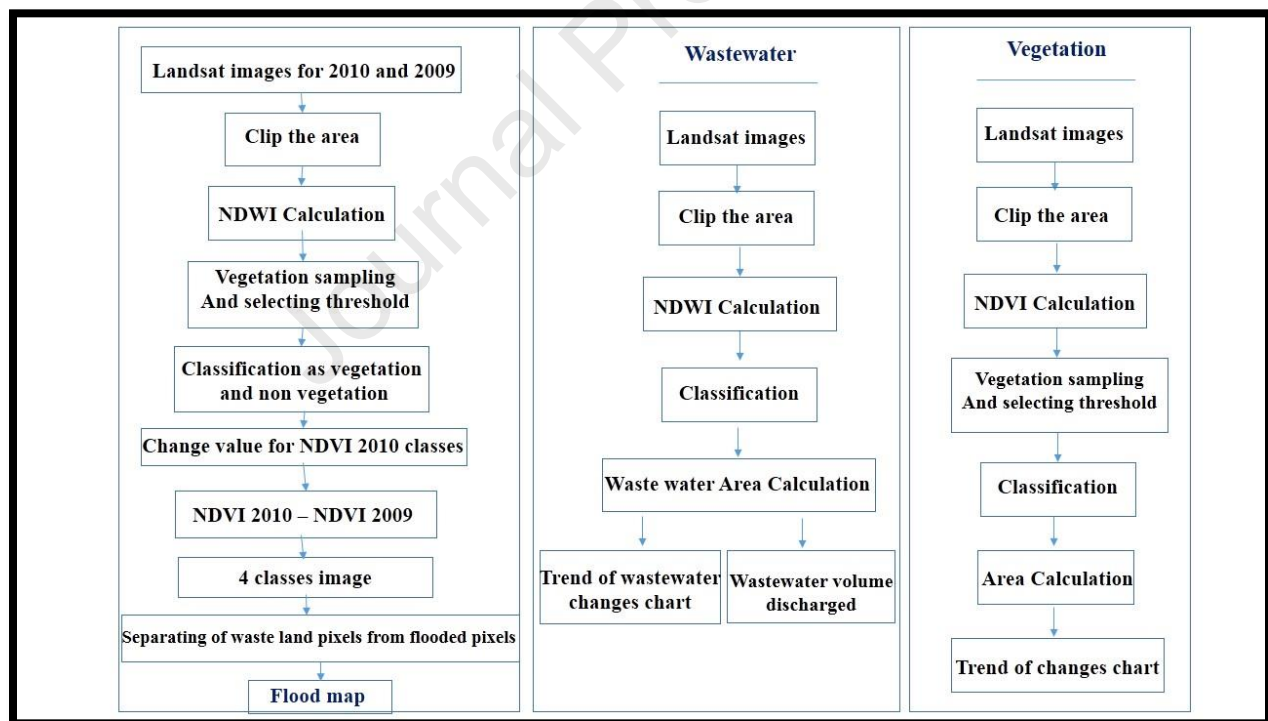 Landsat images for 2010 and 2009
Clip the area
NDWI Calculation
Vegetation sampling
And selecting threshold
Classification as vegetation
and non vegetation
Change value for NDVI 2010 classes
NDVI 2010 – NDVI 2009
4 classes image
Separating of waste land pixels from flooded pixels
Flood map
Wastewater
Landsat images
Clip the area
NDWI Calculation
Classification
Waste water Area Calculation
Trend of wastewater
changes chart
Wastewater volume
discharged
Vegetation
Landsat images
Clip the area
NDVI Calculation
Vegetation sampling
And selecting threshold
Classification
Area Calculation
Trend of changes chart
Journal Pr